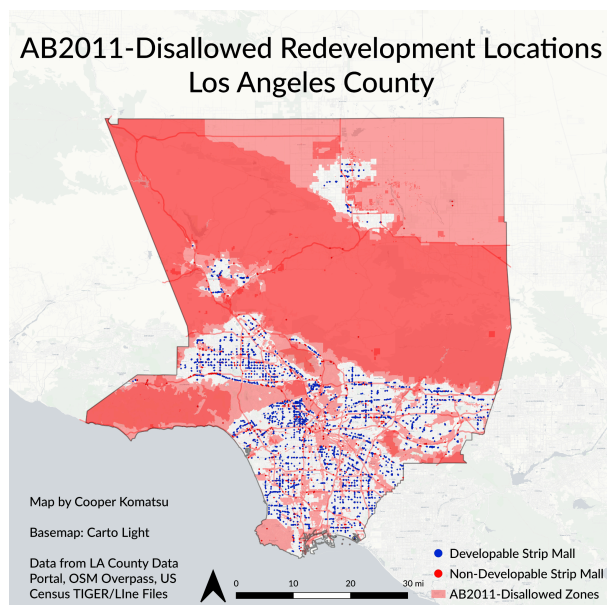 AB2011-Disallowed Redevelopment Locations
Los Angeles County
Map by Cooper Komatsu
Basemap: Carto Light
Data from LA County Data
Portal, OSM Overpass, US
Census TIGER/LIne Files
0 10 20 30 mi
Developable Strip Mall
Non-Developable Strip Mall
AB2011-Disallowed Zones